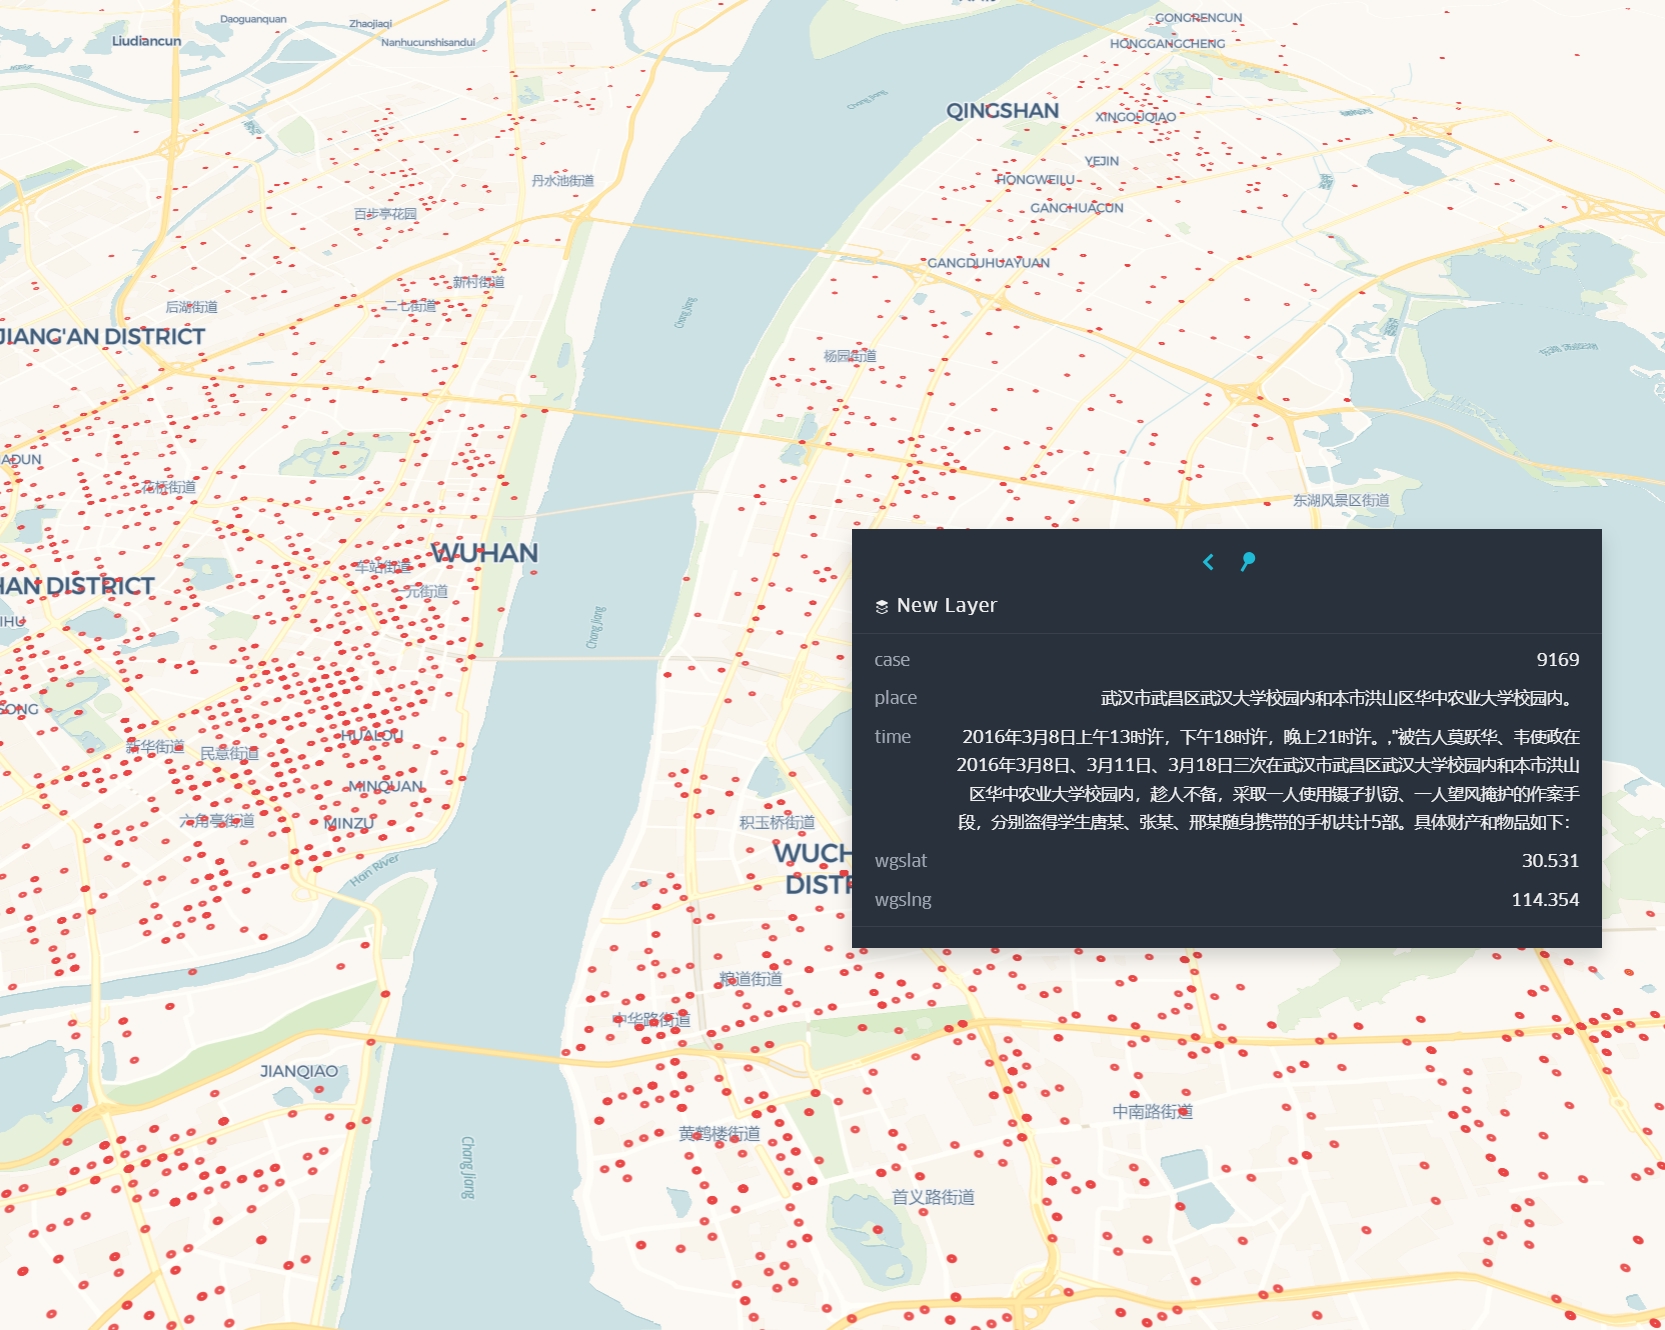 Daoguanquan
Zhaojiaqi
GONGRENCUN
Liudiancun
Nanhucunshisandui
HONGGANGCHENG
Chang Jiang
QINGSHAN
XINGOUQIAO
YEJIN
丹水池街道
HONGWEILU
百步亭花园
GANGHUACUN
GANGDUHUAYUAN
新村街道
后湖街道
二七街道
Chang Jiang
JIANG'AN DISTRICT
杨园街道
ADUN
花桥街道
东湖风景区街道
WUHAN
车站街道
一元街道
HAN DISTRICT
IHU
Chang Jiang
New Layer
case 9169
place 武汉市武昌区武汉大学校园内和本市洪山区华中农业大学校园内。
time 2016年3月8日上午13时许，下午18时许，晚上21时许。,"被告人莫跃华、韦使政在
2016年3月8日、3月11日、3月18日三次在武汉市武昌区武汉大学校园内和本市洪山
区华中农业大学校园内，趁人不备，采取一人使用镊子扒窃、一人望风掩护的作案手
段，分别盗得学生唐某、张某、邢某随身携带的手机共计5部。具体财产和物品如下：
wgslat 30.531
wgslng 114.354
SONG
HUALOU
新华街道
民意街道
MINQUAN
六角亭街道
MINZU
积玉桥街道
WUCH
DISTR
Han River
粮道街道
中华路街道
JIANQIAO
中南路街道
黄鹤楼街道
Chang Jiang
首义路街道